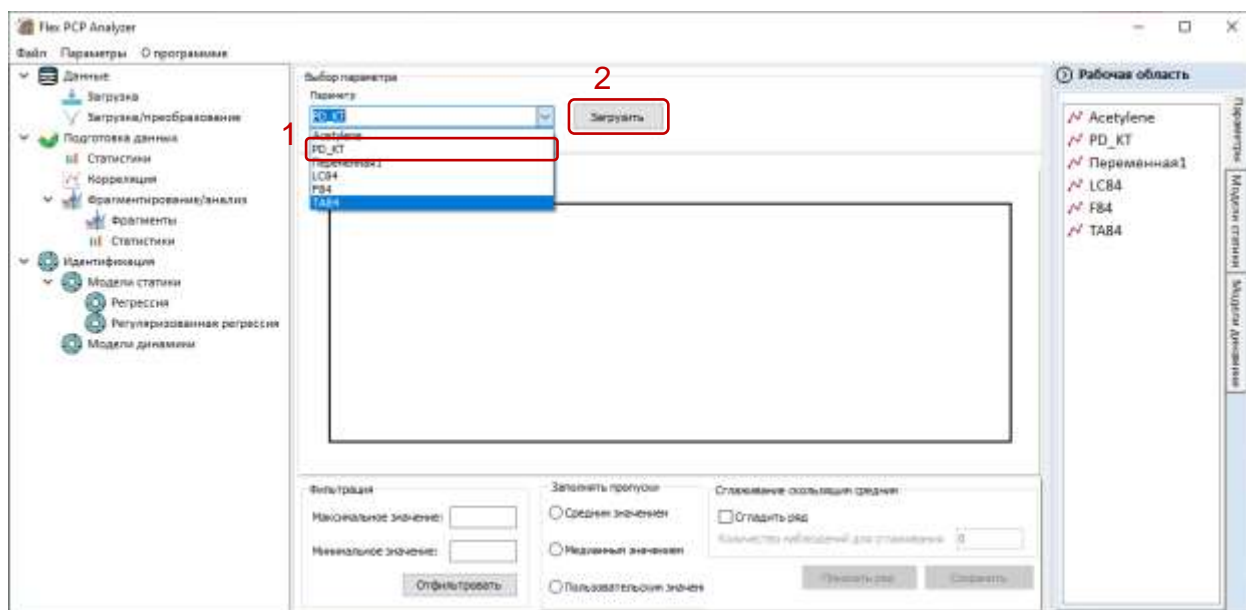 Flex PCP Analyzer
Файл Параметры О программе
Данные
Загрузка
Загрузка/преобразование
Подготовка данных
Статистики
Корреляция
Фрагментирование/анализ
Фрагменты
Статистики
Идентификация
Модели статики
Регрессия
Регуляризованная регрессия
Модели динамики
Выбор параметра
Параметр
2
PD_KT
Загрузить
1
Acetylene
PD_KT
Переменная1
LC84
F84
TA84
Фильтрация
Максимальное значение:
Минимальное значение:
Отфильтровать
Заполнять пропуски
Средним значением
Медианным значением
Пользовательским значен
Сглаживание скользящим средним
Сгладить ряд
Количество наблюдений для сглаживания: 0
Показать ряд
Сохранить
Рабочая область
Acetylene
PD_KT
Переменная1
LC84
F84
TA84
Параметры
Модели статики
Модели динамики